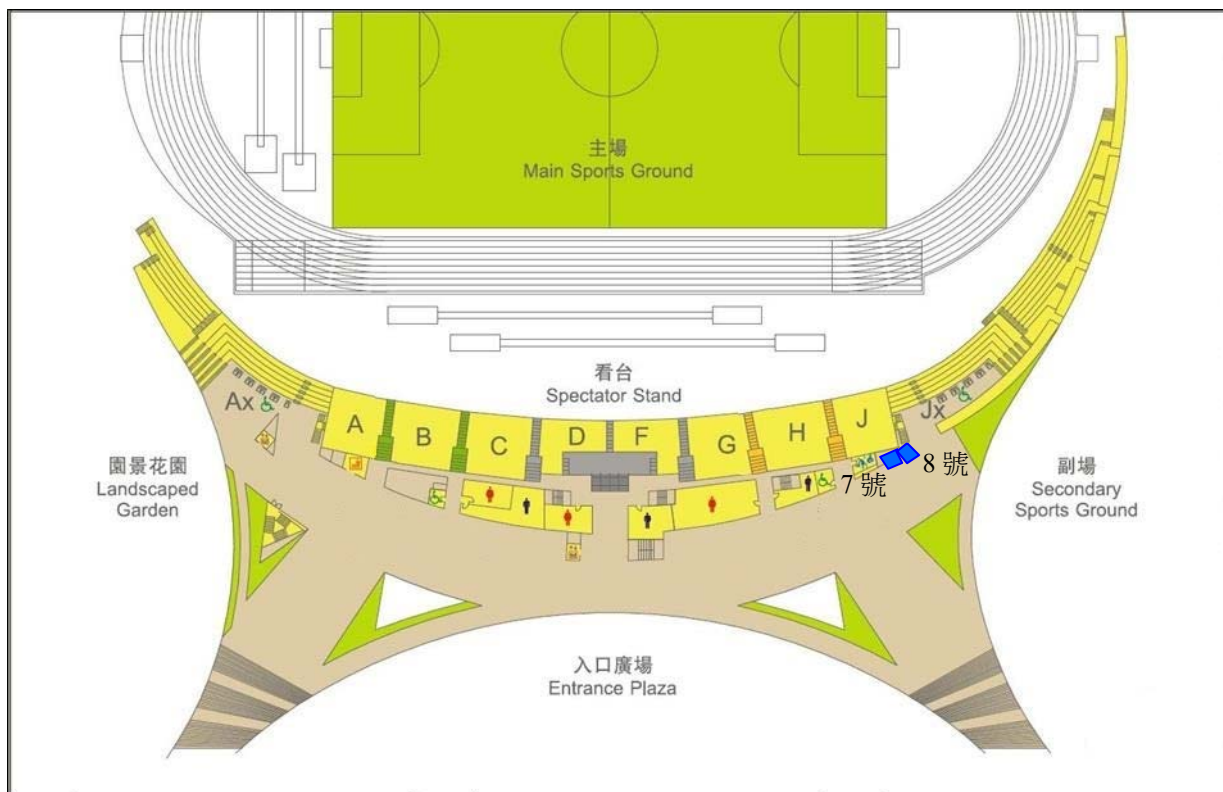 主場
Main Sports Ground
看台
Spectator Stand
Ax
A
B
C
D
F
G
H
J
Jx
園景花園
Landscaped
Garden
7 號
8 號
副場
Secondary
Sports Ground
入口廣場
Entrance Plaza